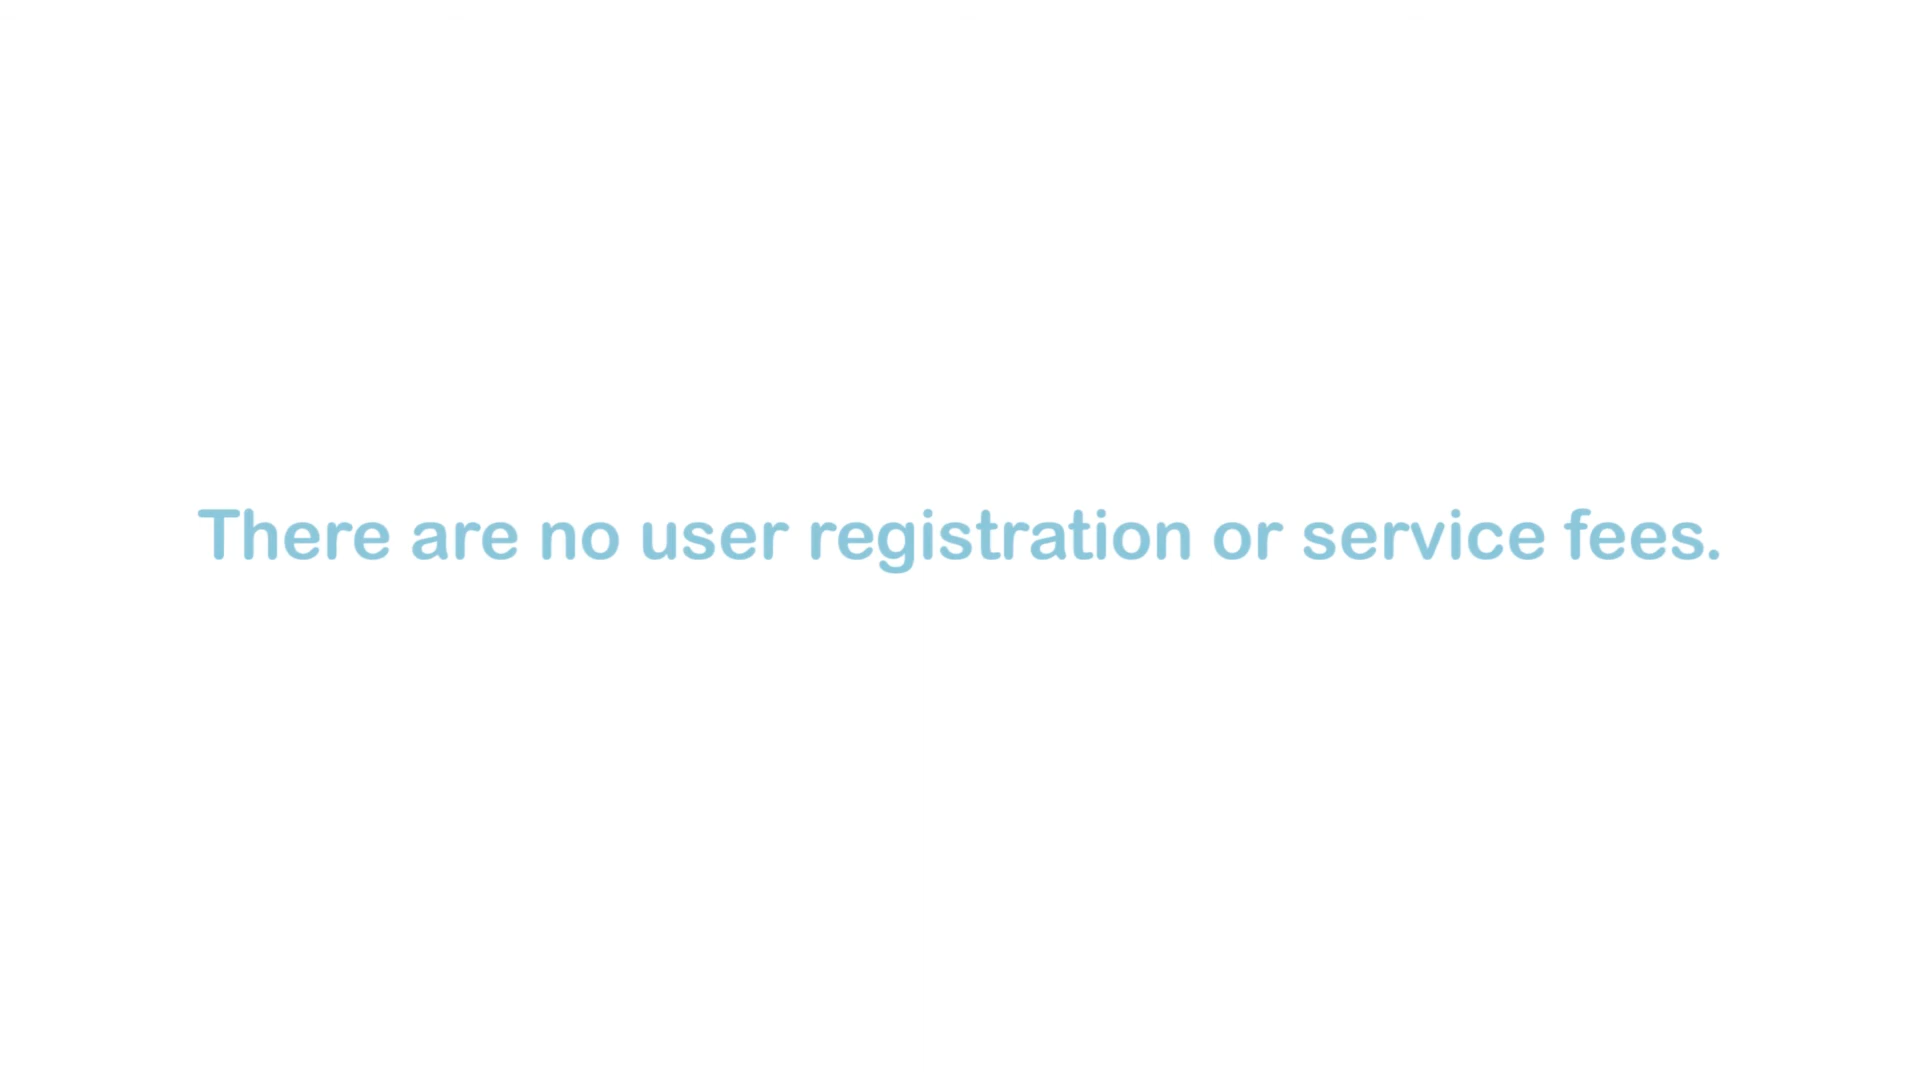 There are no user registration or service fees.